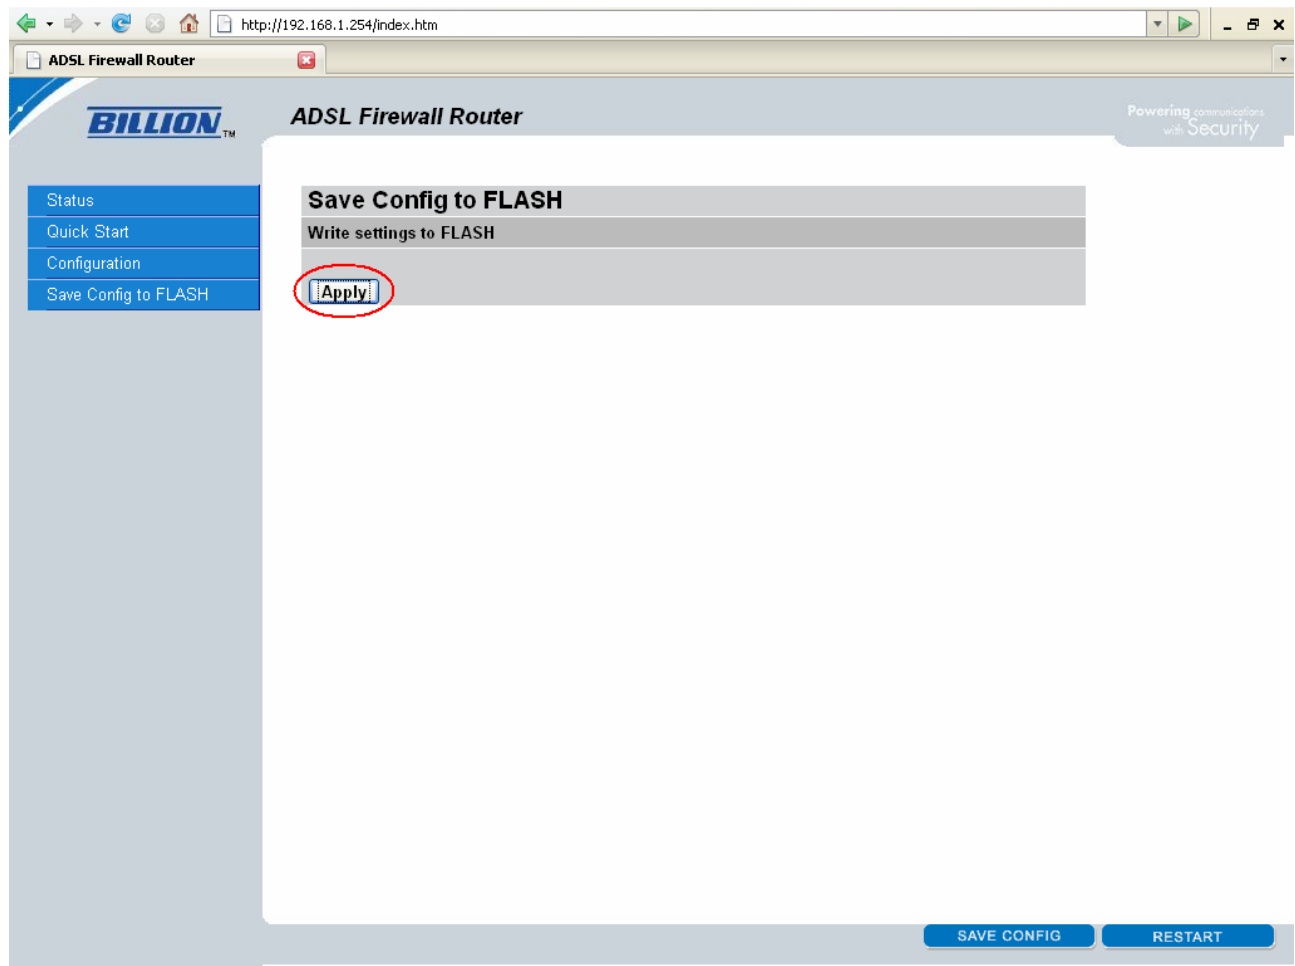 http://192.168.1.254/index.htm
ADSL Firewall Router
BILLION TM
ADSL Firewall Router
Powering communications
with Security
Status
Quick Start
Configuration
Save Config to FLASH
Save Config to FLASH
Write settings to FLASH
Apply
SAVE CONFIG
RESTART